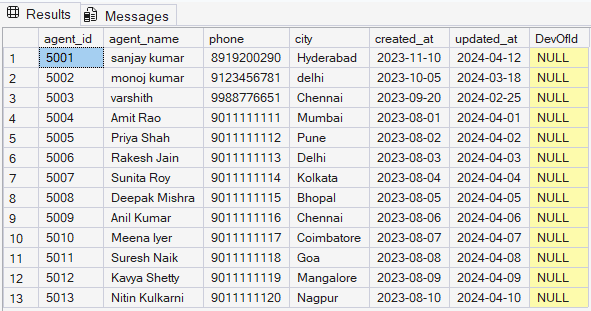 Results Messages
agent_id agent_name phone city created_at updated_at DevOfId
1 5001 sanjay kumar 8919200290 Hyderabad 2023-11-10 2024-04-12 NULL
2 5002 monoj kumar 9123456781 delhi 2023-10-05 2024-03-18 NULL
3 5003 varshith 9988776651 Chennai 2023-09-20 2024-02-25 NULL
4 5004 Amit Rao 9011111111 Mumbai 2023-08-01 2024-04-01 NULL
5 5005 Priya Shah 9011111112 Pune 2023-08-02 2024-04-02 NULL
6 5006 Rakesh Jain 9011111113 Delhi 2023-08-03 2024-04-03 NULL
7 5007 Sunita Roy 9011111114 Kolkata 2023-08-04 2024-04-04 NULL
8 5008 Deepak Mishra 9011111115 Bhopal 2023-08-05 2024-04-05 NULL
9 5009 Anil Kumar 9011111116 Chennai 2023-08-06 2024-04-06 NULL
10 5010 Meena Iyer 9011111117 Coimbatore 2023-08-07 2024-04-07 NULL
11 5011 Suresh Naik 9011111118 Goa 2023-08-08 2024-04-08 NULL
12 5012 Kavya Shetty 9011111119 Mangalore 2023-08-09 2024-04-09 NULL
13 5013 Nitin Kulkarni 9011111120 Nagpur 2023-08-10 2024-04-10 NULL